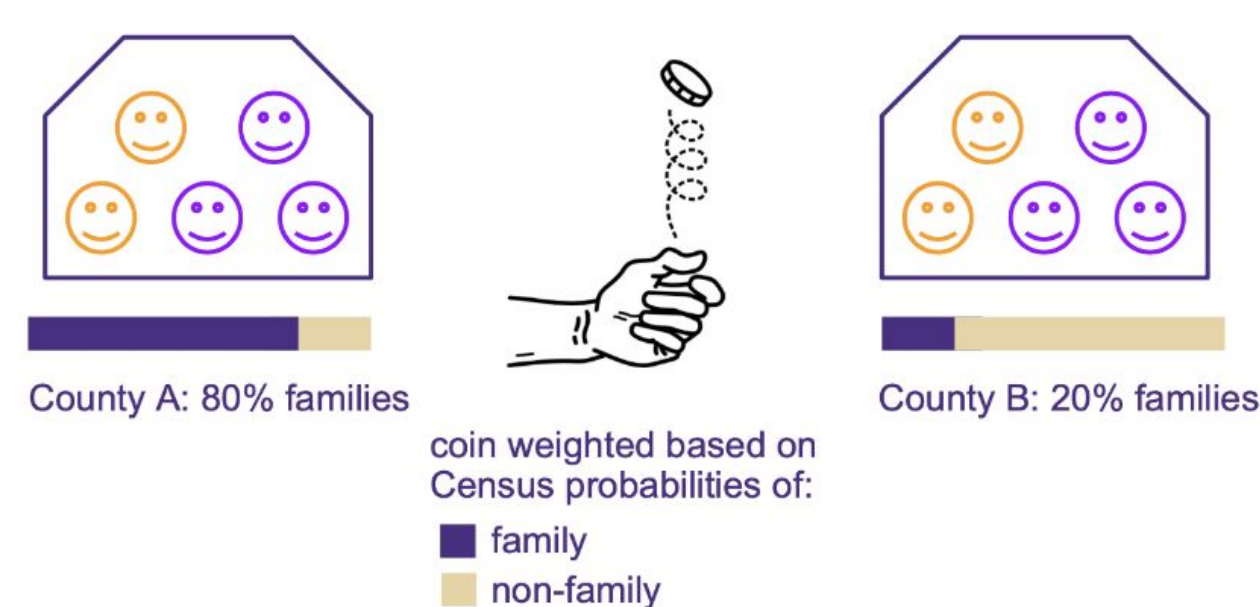 County A: 80% families
County B: 20% families
coin weighted based on
Census probabilities of:
family
non-family